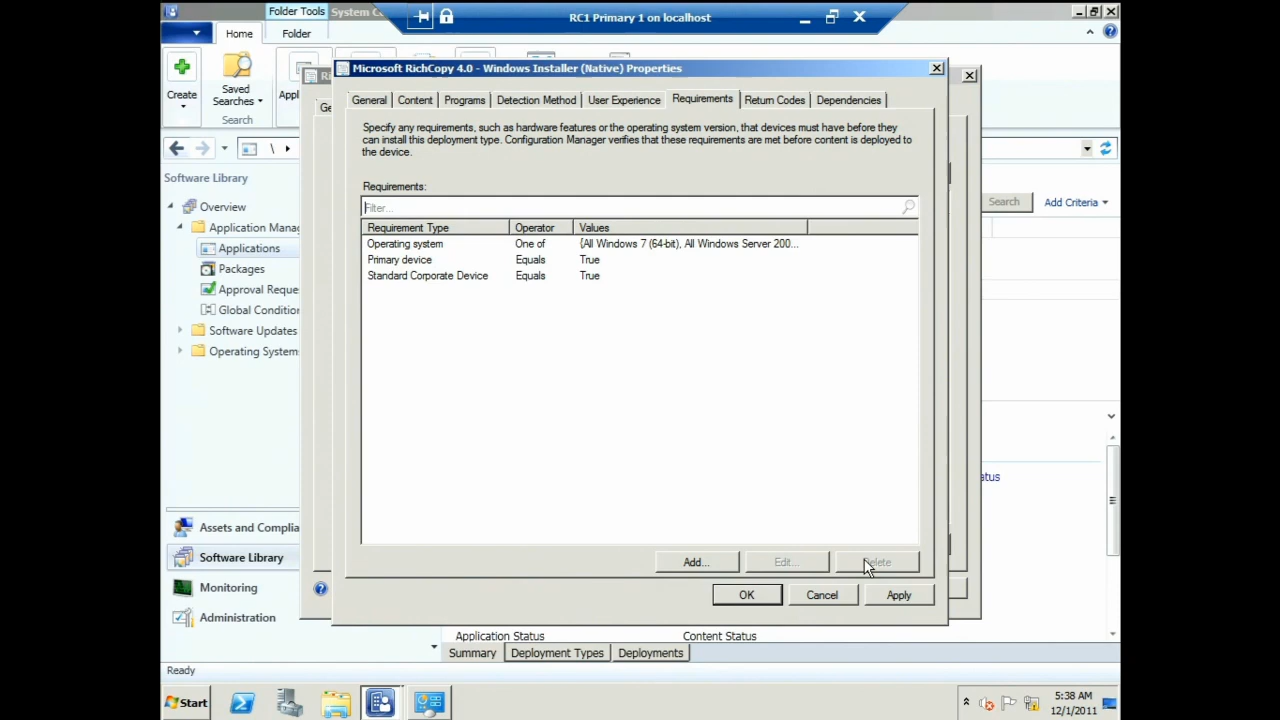 Folder Tools
System Co
RC1 Primary 1 on localhost
Home
Folder
Create
Saved
Searches
Appl
Search
Microsoft RichCopy 4.0 - Windows Installer (Native) Properties
General
Content
Programs
Detection Method
User Experience
Requirements
Return Codes
Dependencies
Specify any requirements, such as hardware features or the operating system version, that devices must have before they
can install this deployment type. Configuration Manager verifies that these requirements are met before content is deployed to
the device.
Requirements:
Filter...
Requirement Type
Operator
Values
Operating system
One of
{All Windows 7 (64-bit), All Windows Server 200...
Primary device
Equals
True
Standard Corporate Device
Equals
True
Add...
Edit...
Delete
OK
Cancel
Apply
\
Software Library
Overview
Application Mana
Applications
Packages
Approval Reque
Global Condition
Software Updates
Operating System
Assets and Complia
Software Library
Monitoring
Administration
Search
Add Criteria
atus
Application Status
Content Status
Summary
Deployment Types
Deployments
Ready
Start
5:38 AM
12/1/2011